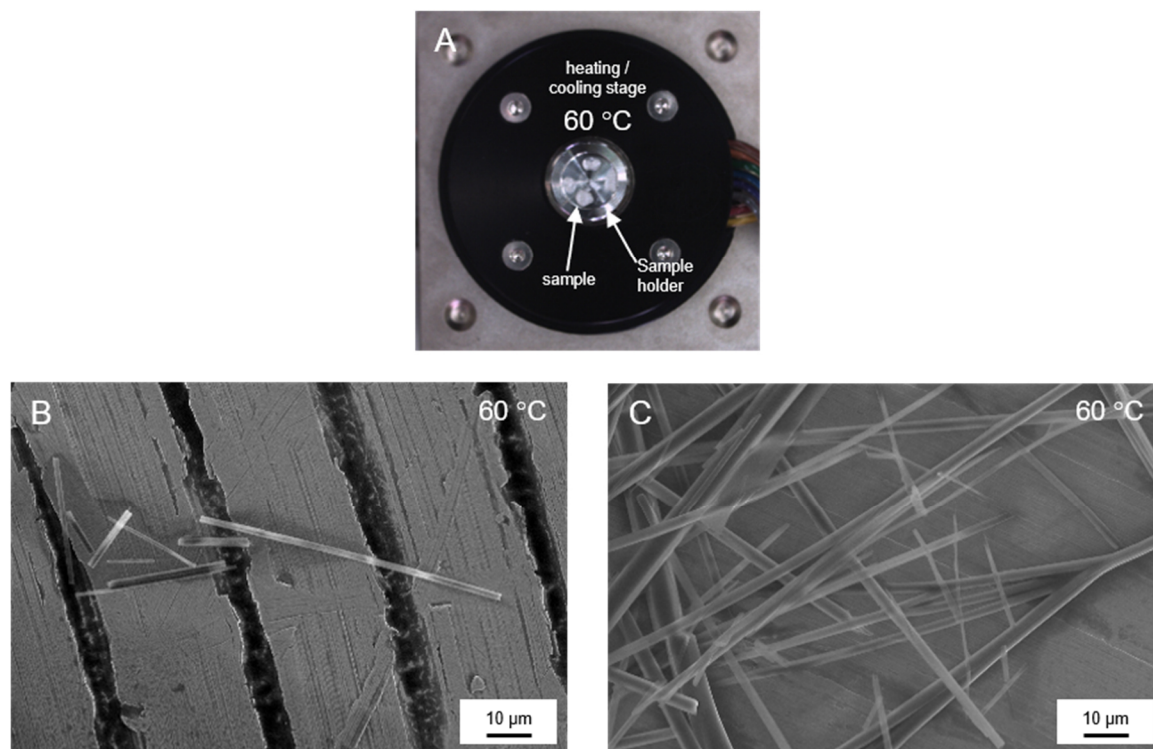 A
heating /
cooling stage
60 °C
sample
Sample
holder
B
60 °C
10 µm
C
60 °C
10 µm